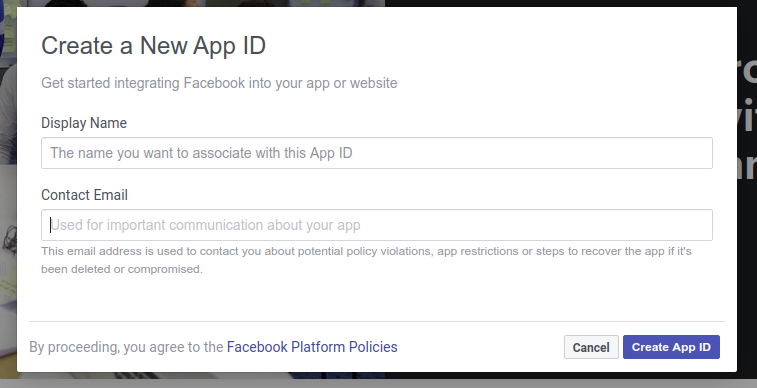 Create a New App ID
Get started integrating Facebook into your app or website
Display Name
The name you want to associate with this App ID
Contact Email
Used for important communication about your app
This email address is used to contact you about potential policy violations, app restrictions or steps to recover the app if it's
been deleted or compromised.
By proceeding, you agree to the Facebook Platform Policies
Cancel
Create App ID